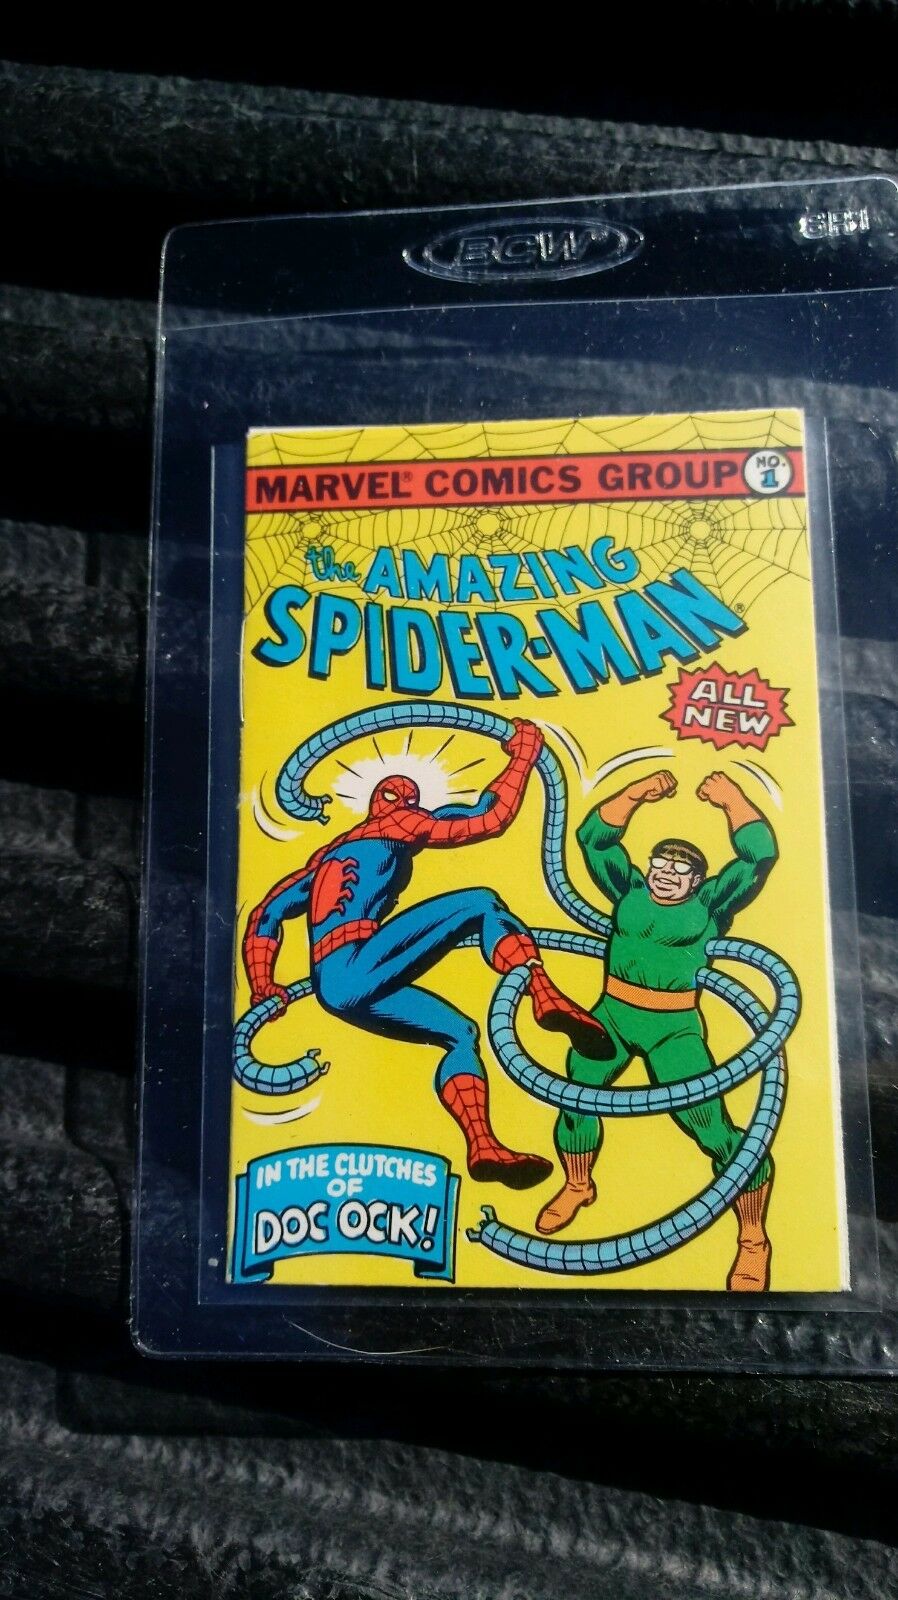 BCW
MARVEL® COMICS GROUP
NO.
1
the AMAZING
SPIDER-MAN®
ALL
NEW
IN THE CLUTCHES
OF
DOC OCK!